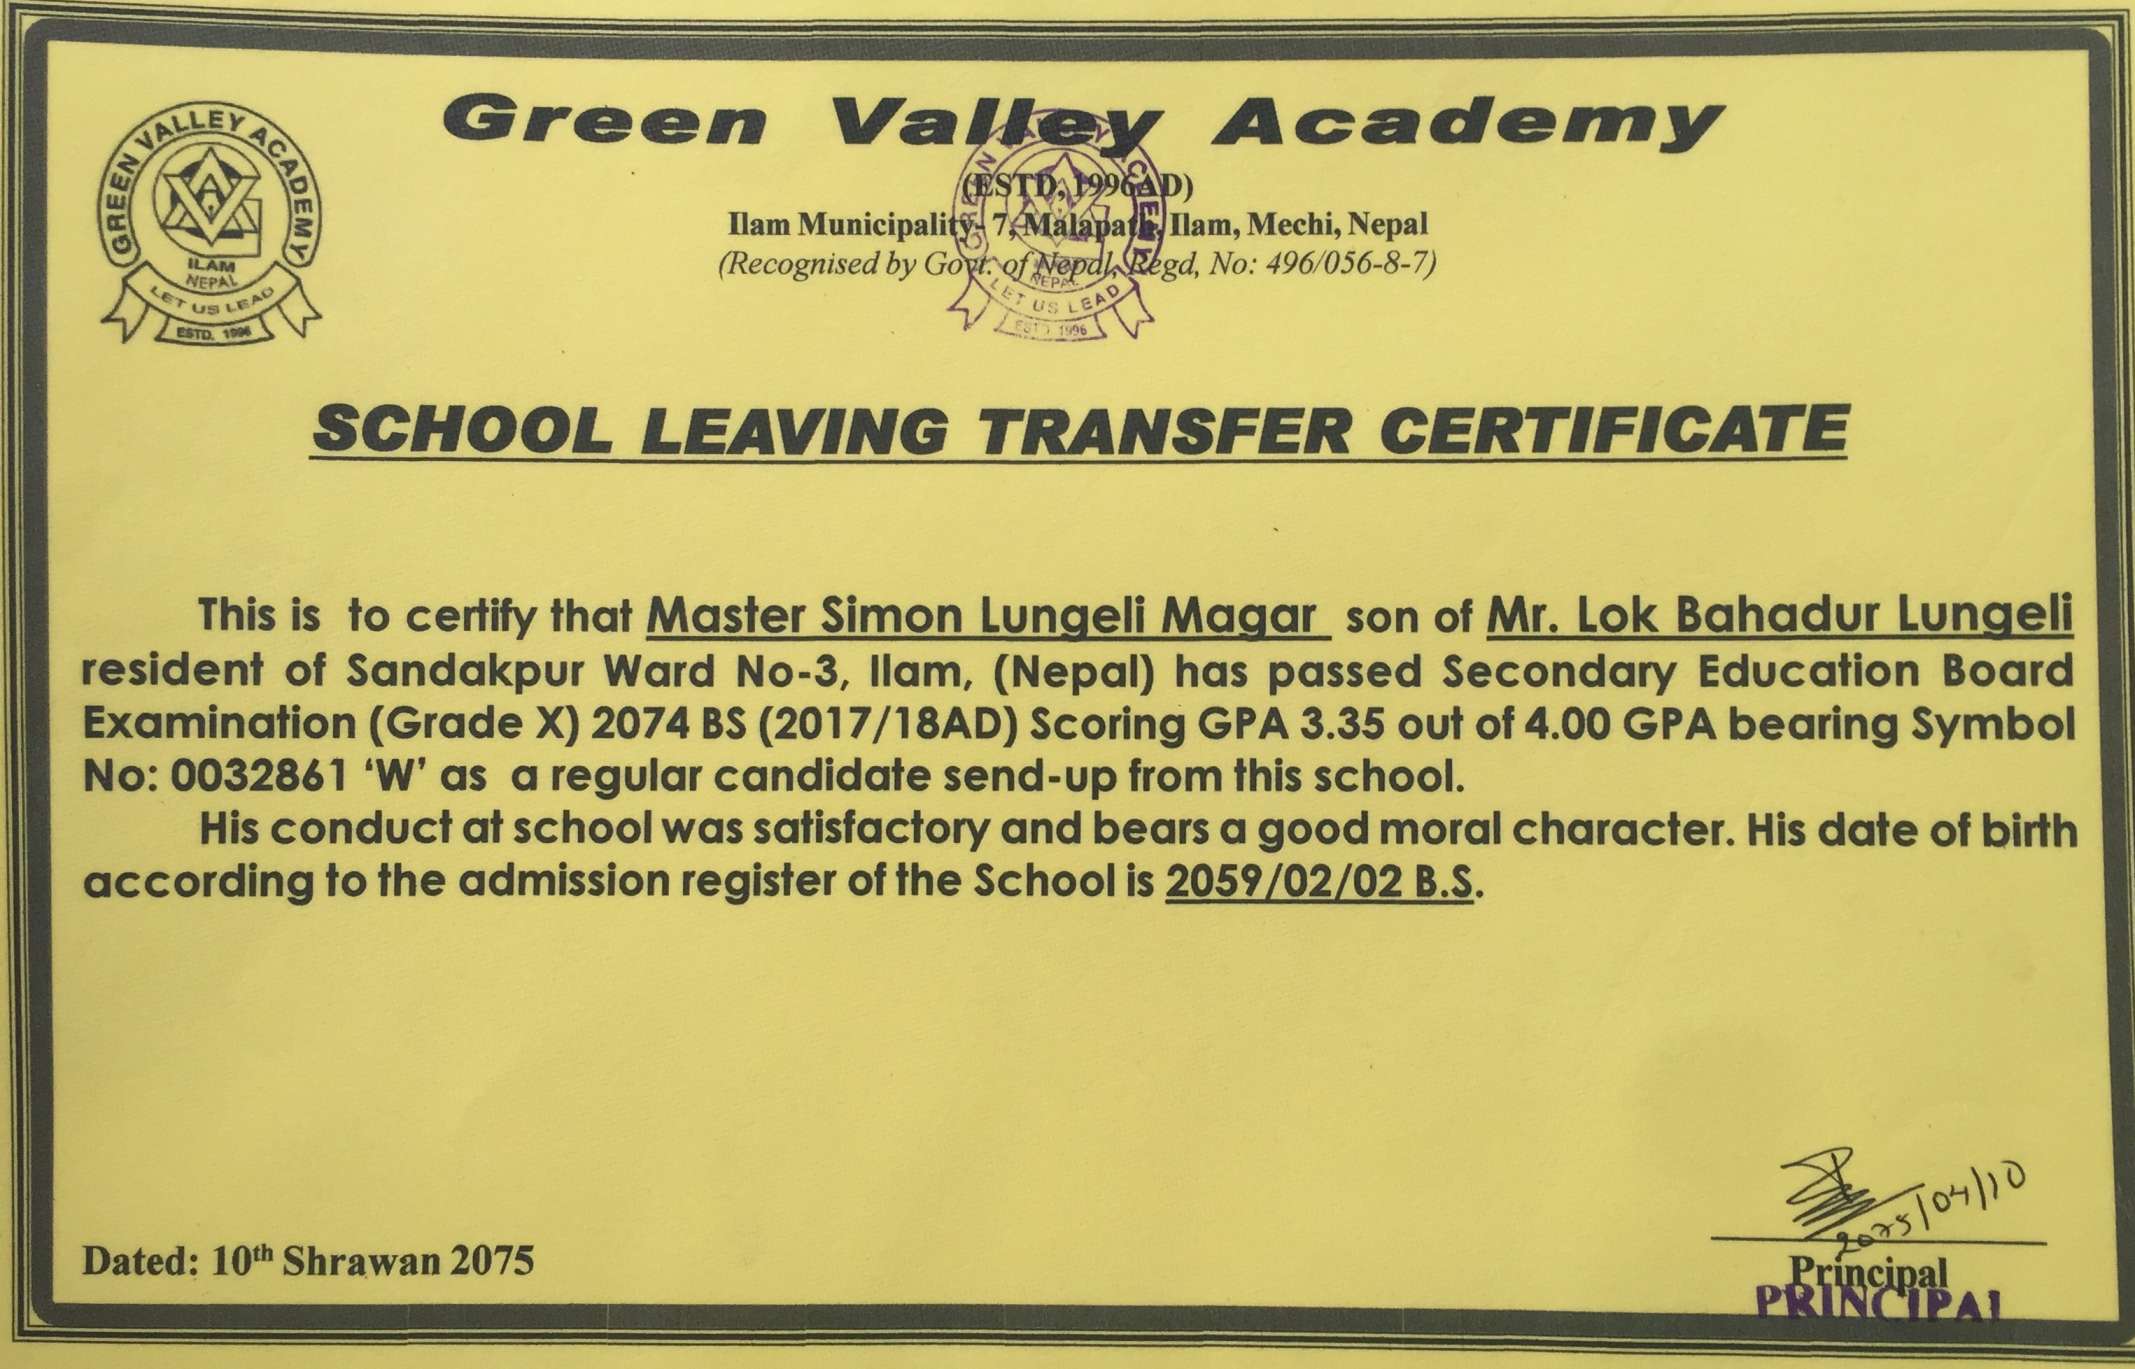 Green Valley Academy
(ESTD, 1996AD)
Ilam Municipality- 7, Malapath, Ilam, Mechi, Nepal
(Recognised by Govt. of Nepal, Regd, No: 496/056-8-7)
GREEN VALLEY ACADEMY
ILAM
NEPAL
LET US LEAD
ESTD. 1996
GREEN VALLEY ACADEMY
NEPAL
LET US LEAD
ESTD 1996
SCHOOL LEAVING TRANSFER CERTIFICATE
This is to certify that Master Simon Lungeli Magar son of Mr. Lok Bahadur Lungeli
resident of Sandakpur Ward No-3, Ilam, (Nepal) has passed Secondary Education Board
Examination (Grade X) 2074 BS (2017/18AD) Scoring GPA 3.35 out of 4.00 GPA bearing Symbol
No: 0032861 ‘W’ as a regular candidate send-up from this school.
His conduct at school was satisfactory and bears a good moral character. His date of birth
according to the admission register of the School is 2059/02/02 B.S.
2075/04/10
Dated: 10th Shrawan 2075
Principal
PRINCIPAL